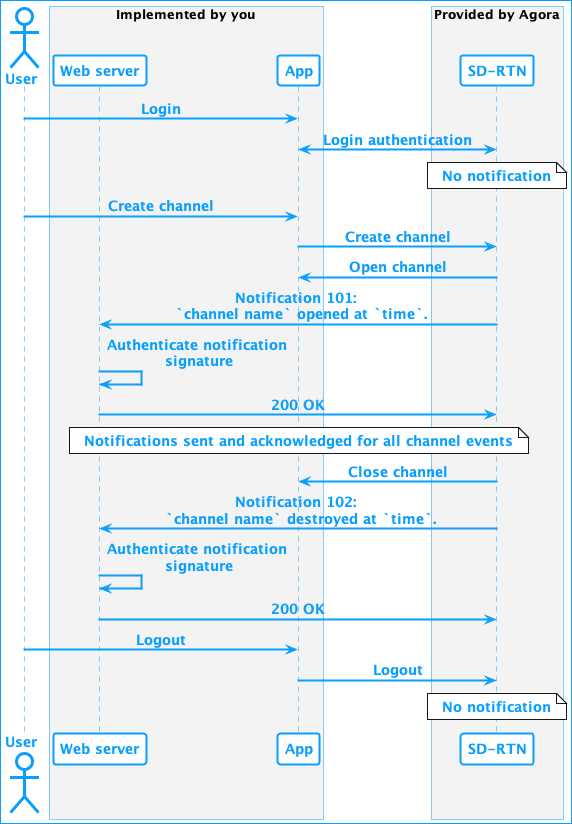 Implemented by you
Provided by Agora
User
Web server
App
SD-RTN
Login
Login authentication
No notification
Create channel
Create channel
Open channel
Notification 101:
`channel name` opened at `time`.
Authenticate notification
signature
200 OK
Notifications sent and acknowledged for all channel events
Close channel
Notification 102:
`channel name` destroyed at `time`.
Authenticate notification
signature
200 OK
Logout
Logout
No notification
User
Web server
App
SD-RTN